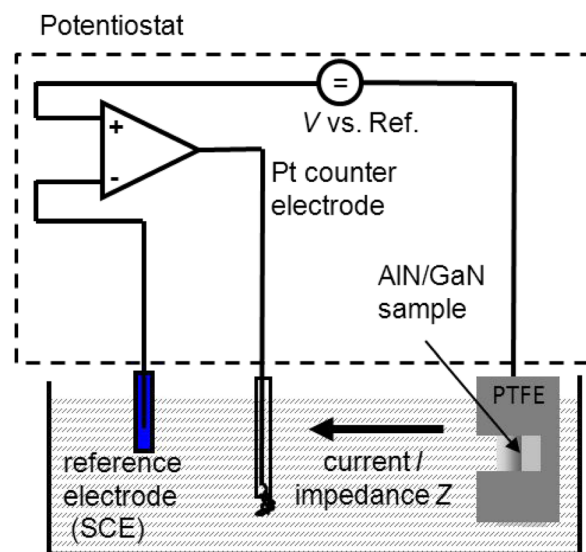 Potentiostat
=
V vs. Ref.
+
-
Pt counter
electrode
AlN/GaN
sample
PTFE
reference
electrode
(SCE)
current I
impedance Z